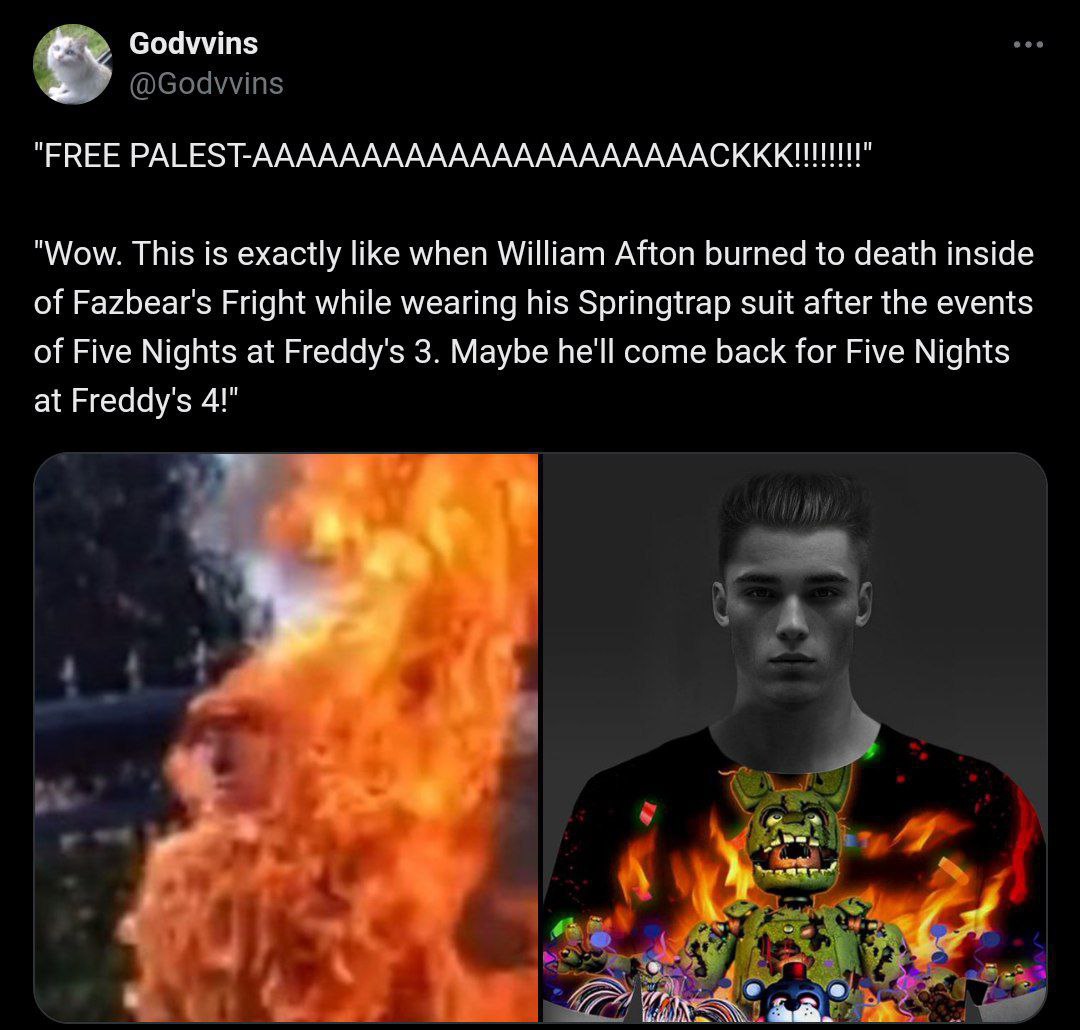 Godvvins
@Godvvins
"FREE PALEST-AAAAAAAAAAAAAAAAAAAAACKKK!!!!!!!!"
"Wow. This is exactly like when William Afton burned to death inside
of Fazbear's Fright while wearing his Springtrap suit after the events
of Five Nights at Freddy's 3. Maybe he'll come back for Five Nights
at Freddy's 4!"